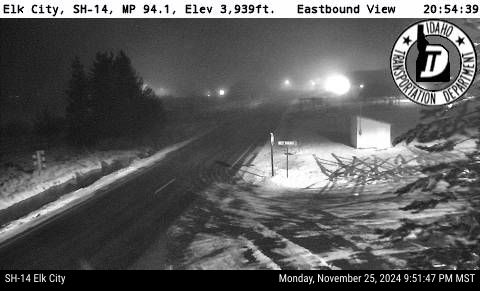 Elk City, SH-14, MP 94.1, Elev 3,939ft. Eastbound View 20:54:39
IDAHO
TRANSPORTATION DEPARTMENT
SH-14 Elk City Monday, November 25, 2024 9:51:47 PM MST